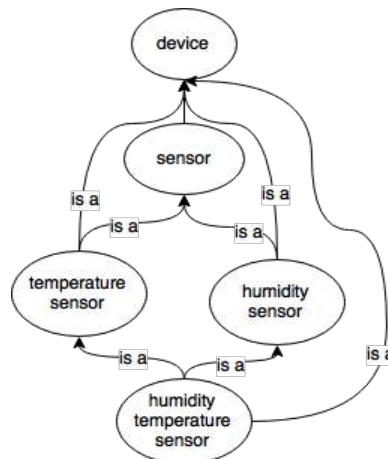 device
sensor
is a
is a
is a
is a
temperature
sensor
humidity
sensor
is a
is a
is a
humidity
temperature
sensor